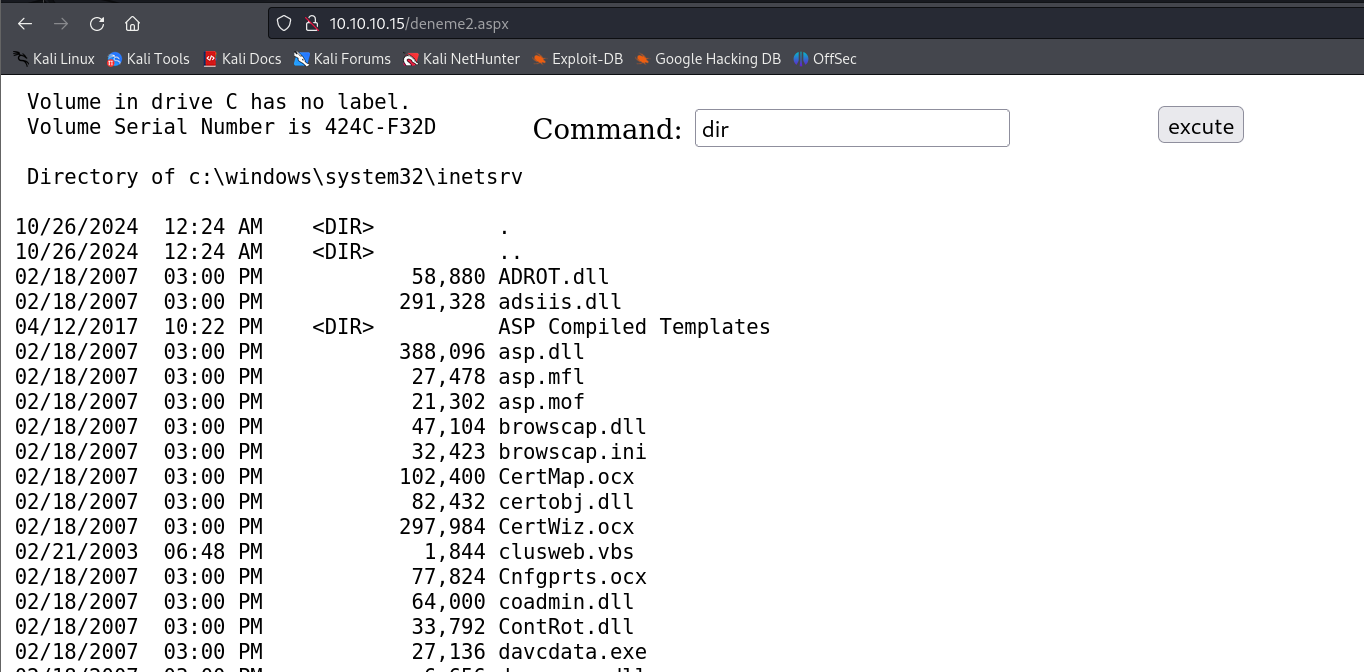 10.10.10.15/deneme2.aspx
Kali Linux Kali Tools Kali Docs Kali Forums Kali NetHunter Exploit-DB Google Hacking DB OffSec
Volume in drive C has no label.
Volume Serial Number is 424C-F32D
Command: dir excute
Directory of c:\windows\system32\inetsrv
10/26/2024 12:24 AM <DIR> .
10/26/2024 12:24 AM <DIR> ..
02/18/2007 03:00 PM 58,880 ADROT.dll
02/18/2007 03:00 PM 291,328 adsiis.dll
04/12/2017 10:22 PM <DIR> ASP Compiled Templates
02/18/2007 03:00 PM 388,096 asp.dll
02/18/2007 03:00 PM 27,478 asp.mfl
02/18/2007 03:00 PM 21,302 asp.mof
02/18/2007 03:00 PM 47,104 browscap.dll
02/18/2007 03:00 PM 32,423 browscap.ini
02/18/2007 03:00 PM 102,400 CertMap.ocx
02/18/2007 03:00 PM 82,432 certobj.dll
02/18/2007 03:00 PM 297,984 CertWiz.ocx
02/21/2003 06:48 PM 1,844 clusweb.vbs
02/18/2007 03:00 PM 77,824 Cnfgprts.ocx
02/18/2007 03:00 PM 64,000 coadmin.dll
02/18/2007 03:00 PM 33,792 ContRot.dll
02/18/2007 03:00 PM 27,136 davcdata.exe